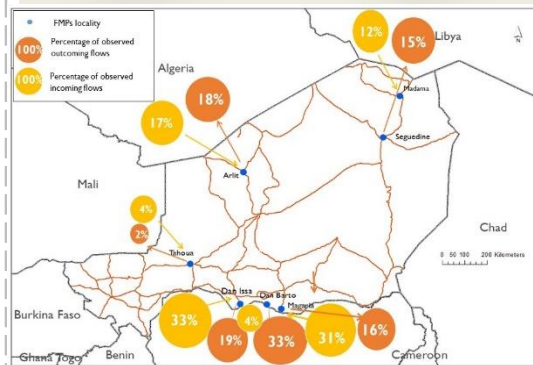 FMPs locality
100%
Percentage of observed
outcoming flows
100%
Percentage of observed
incoming flows
Algeria
Libya
12%
15%
Madama
18%
17%
Seguedine
Arlit
Mali
4%
2%
Tahoua
Chad
0 50 100 200 Kilometers
N
Dan Issa
Dan Barto
Magaria
33%
19%
4%
33%
31%
16%
Burkina Faso
Ghana
Togo
Benin
Cameroon